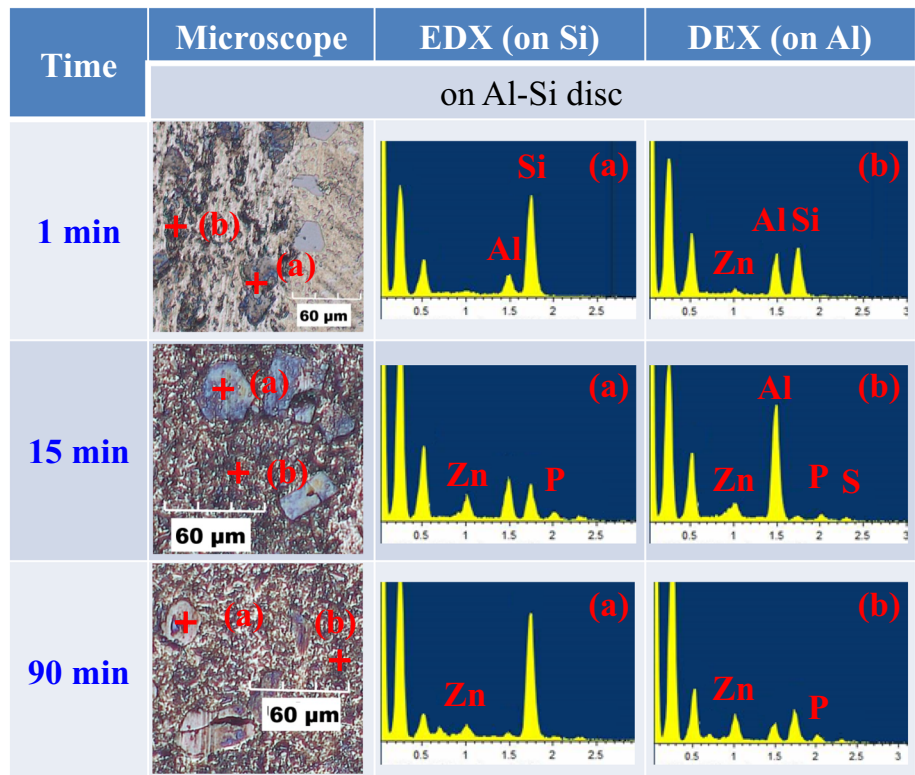 Time
Microscope
EDX (on Si)
DEX (on Al)
on Al-Si disc
1 min
(b)
(a)
60 µm
(a)
Si
Al
0.5 1 1.5 2 2.5
(b)
Al Si
Zn
0.5 1 1.5 2 2.5 3
15 min
(a)
(b)
60 µm
(a)
Zn
P
0.5 1 1.5 2 2.5
(b)
Al
Zn
P
S
0.5 1 1.5 2 2.5
90 min
(a)
(b)
60 µm
(a)
Zn
0.5 1 1.5 2 2.5
(b)
Zn
P
0.5 1 1.5 2 2.5 3